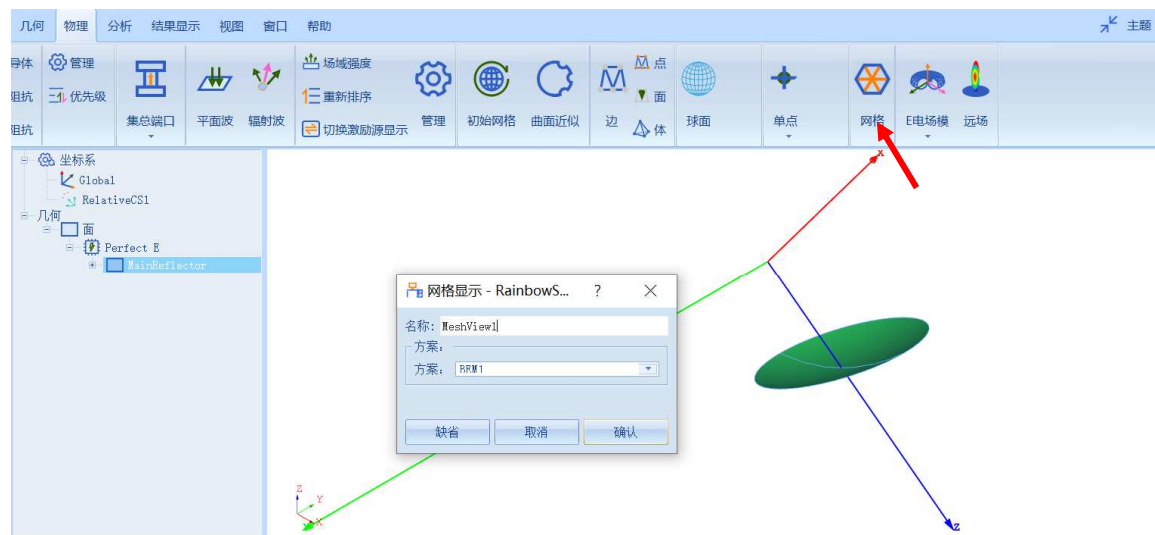 几何 物理 分析 结果显示 视图 窗口 帮助 主题
导体 管理 场域强度 点
阻抗 优先级 重新排序 面
阻抗 集总端口 平面波 辐射波 切换激励源显示 管理 初始网格 曲面近似 边 体 球面 单点 网格 E电场模 远场
坐标系
Global
RelativeCS1
几何
面
Perfect E
MainReflector
网格显示 - RainbowS... ?
名称: MeshView1
方案:
方案: BRM1
缺省 取消 确认
X
Z
Z
Y
X